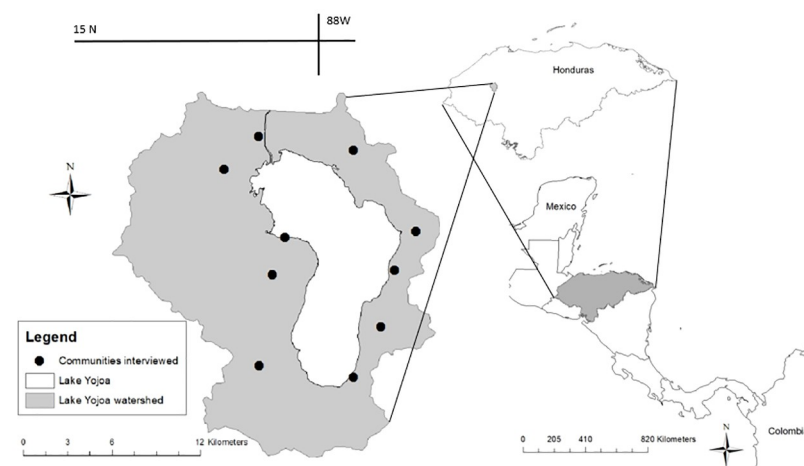 15 N
88W
Honduras
N
Mexico
Legend
Communities interviewed
Lake Yojoa
Lake Yojoa watershed
0 3 6 12 Kilometers
0 205 410 820 Kilometers
N
Colombi